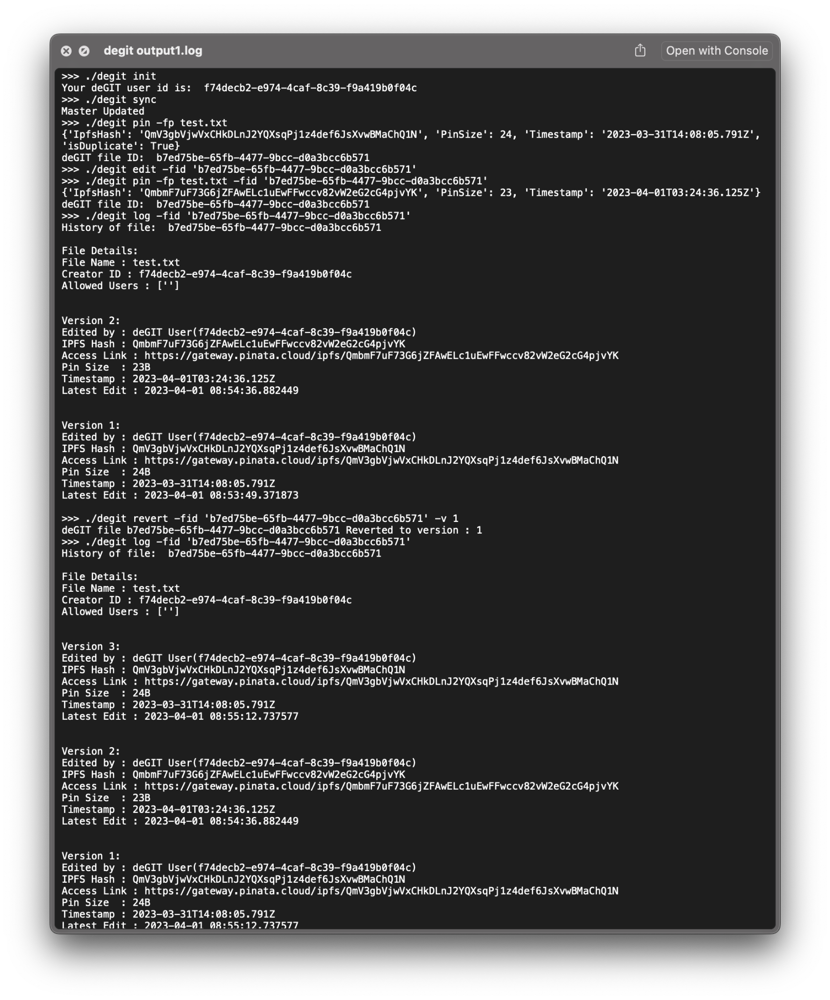 degit output1.log
Open with Console
>>> ./degit init
Your deGIT user id is:  f74decb2-e974-4caf-8c39-f9a419b0f04c
>>> ./degit sync
Master Updated
>>> ./degit pin -fp test.txt
{'IpfsHash': 'QmV3gbVjwVxCHkDLnJ2YQXsqPj1z4def6JsXvwBMaChQ1N', 'PinSize': 24, 'Timestamp': '2023-03-31T14:08:05.791Z',
'isDuplicate': True}
deGIT file ID:  b7ed75be-65fb-4477-9bcc-d0a3bcc6b571
>>> ./degit edit -fid 'b7ed75be-65fb-4477-9bcc-d0a3bcc6b571'
>>> ./degit pin -fp test.txt -fid 'b7ed75be-65fb-4477-9bcc-d0a3bcc6b571'
{'IpfsHash': 'QmbmF7uF73G6jZFAwELc1uEwFFwccv82vW2eG2cG4pjvYK', 'PinSize': 23, 'Timestamp': '2023-04-01T03:24:36.125Z'}
deGIT file ID:  b7ed75be-65fb-4477-9bcc-d0a3bcc6b571
>>> ./degit log -fid 'b7ed75be-65fb-4477-9bcc-d0a3bcc6b571'
History of file:  b7ed75be-65fb-4477-9bcc-d0a3bcc6b571
File Details:
File Name : test.txt
Creator ID : f74decb2-e974-4caf-8c39-f9a419b0f04c
Allowed Users : ['']
Version 2:
Edited by : deGIT User(f74decb2-e974-4caf-8c39-f9a419b0f04c)
IPFS Hash : QmbmF7uF73G6jZFAwELc1uEwFFwccv82vW2eG2cG4pjvYK
Access Link : https://gateway.pinata.cloud/ipfs/QmbmF7uF73G6jZFAwELc1uEwFFwccv82vW2eG2cG4pjvYK
Pin Size  : 23B
Timestamp : 2023-04-01T03:24:36.125Z
Latest Edit : 2023-04-01 08:54:36.882449
Version 1:
Edited by : deGIT User(f74decb2-e974-4caf-8c39-f9a419b0f04c)
IPFS Hash : QmV3gbVjwVxCHkDLnJ2YQXsqPj1z4def6JsXvwBMaChQ1N
Access Link : https://gateway.pinata.cloud/ipfs/QmV3gbVjwVxCHkDLnJ2YQXsqPj1z4def6JsXvwBMaChQ1N
Pin Size  : 24B
Timestamp : 2023-03-31T14:08:05.791Z
Latest Edit : 2023-04-01 08:53:49.371873
>>> ./degit revert -fid 'b7ed75be-65fb-4477-9bcc-d0a3bcc6b571' -v 1
deGIT file b7ed75be-65fb-4477-9bcc-d0a3bcc6b571 Reverted to version : 1
>>> ./degit log -fid 'b7ed75be-65fb-4477-9bcc-d0a3bcc6b571'
History of file:  b7ed75be-65fb-4477-9bcc-d0a3bcc6b571
File Details:
File Name : test.txt
Creator ID : f74decb2-e974-4caf-8c39-f9a419b0f04c
Allowed Users : ['']
Version 3:
Edited by : deGIT User(f74decb2-e974-4caf-8c39-f9a419b0f04c)
IPFS Hash : QmV3gbVjwVxCHkDLnJ2YQXsqPj1z4def6JsXvwBMaChQ1N
Access Link : https://gateway.pinata.cloud/ipfs/QmV3gbVjwVxCHkDLnJ2YQXsqPj1z4def6JsXvwBMaChQ1N
Pin Size  : 24B
Timestamp : 2023-03-31T14:08:05.791Z
Latest Edit : 2023-04-01 08:55:12.737577
Version 2:
Edited by : deGIT User(f74decb2-e974-4caf-8c39-f9a419b0f04c)
IPFS Hash : QmbmF7uF73G6jZFAwELc1uEwFFwccv82vW2eG2cG4pjvYK
Access Link : https://gateway.pinata.cloud/ipfs/QmbmF7uF73G6jZFAwELc1uEwFFwccv82vW2eG2cG4pjvYK
Pin Size  : 23B
Timestamp : 2023-04-01T03:24:36.125Z
Latest Edit : 2023-04-01 08:54:36.882449
Version 1:
Edited by : deGIT User(f74decb2-e974-4caf-8c39-f9a419b0f04c)
IPFS Hash : QmV3gbVjwVxCHkDLnJ2YQXsqPj1z4def6JsXvwBMaChQ1N
Access Link : https://gateway.pinata.cloud/ipfs/QmV3gbVjwVxCHkDLnJ2YQXsqPj1z4def6JsXvwBMaChQ1N
Pin Size  : 24B
Timestamp : 2023-03-31T14:08:05.791Z
Latest Edit : 2023-04-01 08:55:12.737577